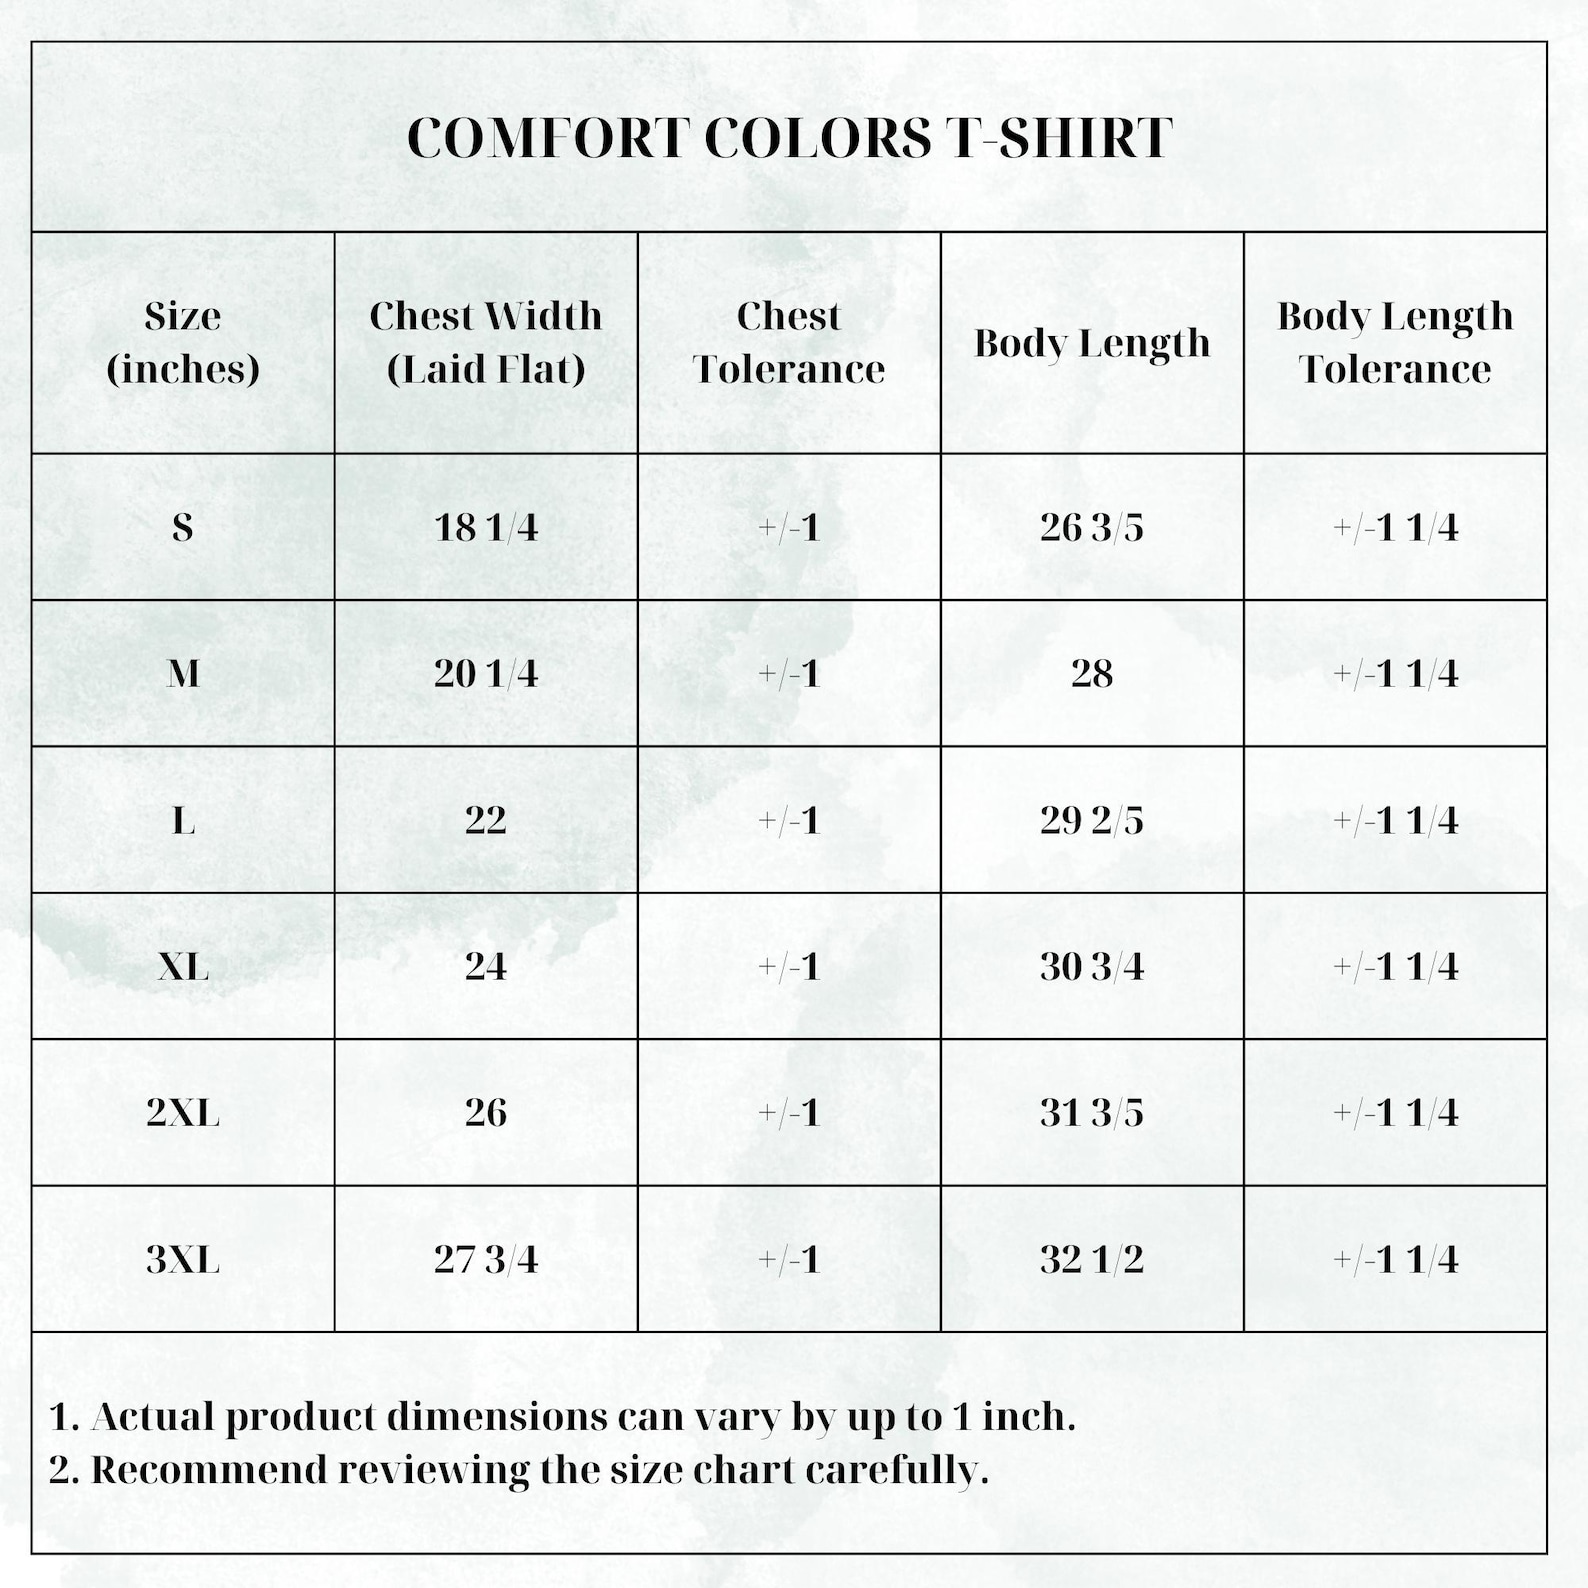 COMFORT COLORS T-SHIRT
Size (inches) Chest Width (Laid Flat) Chest Tolerance Body Length Body Length Tolerance
S 18 1/4 +/-1 26 3/5 +/-1 1/4
M 20 1/4 +/-1 28 +/-1 1/4
L 22 +/-1 29 2/5 +/-1 1/4
XL 24 +/-1 30 3/4 +/-1 1/4
2XL 26 +/-1 31 3/5 +/-1 1/4
3XL 27 3/4 +/-1 32 1/2 +/-1 1/4
1. Actual product dimensions can vary by up to 1 inch.
2. Recommend reviewing the size chart carefully.